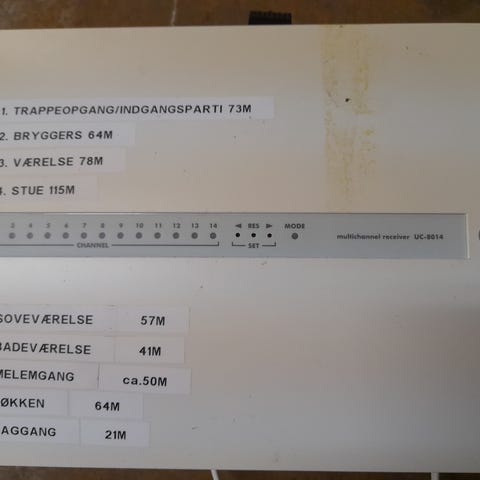 1. TRAPPEOPGANG/INDGANGSPARTI 73M
2. BRYGGERS 64M
3. VÆRELSE 78M
4. STUE 115M
3 4 5 6 7 8 9 10 11 12 13 14 ◄ RES ► MODE
CHANNEL SET
multichannel receiver UC-8014
SOVEVÆRELSE 57M
BADEVÆRELSE 41M
MELEMGANG ca.50M
ØKKEN 64M
AGGANG 21M